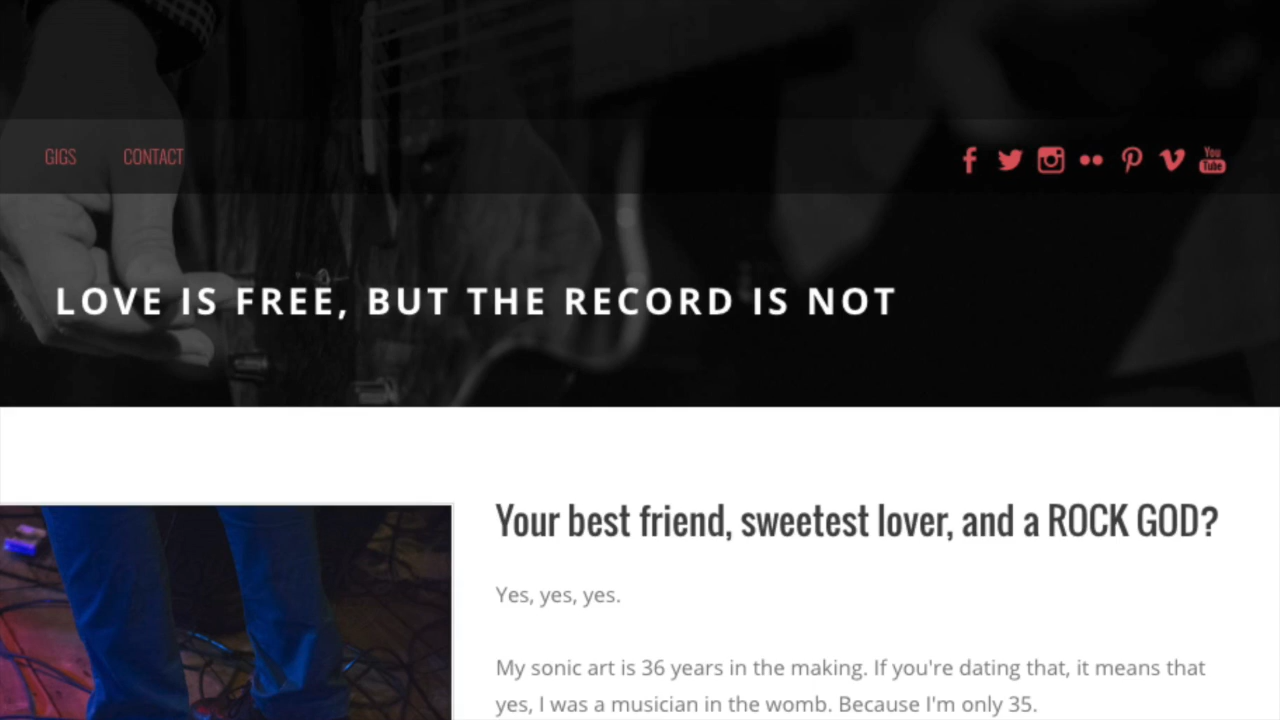 GIGS CONTACT You Tube
LOVE IS FREE, BUT THE RECORD IS NOT
Your best friend, sweetest lover, and a ROCK GOD?
Yes, yes, yes.
My sonic art is 36 years in the making. If you're dating that, it means that
yes, I was a musician in the womb. Because I'm only 35.